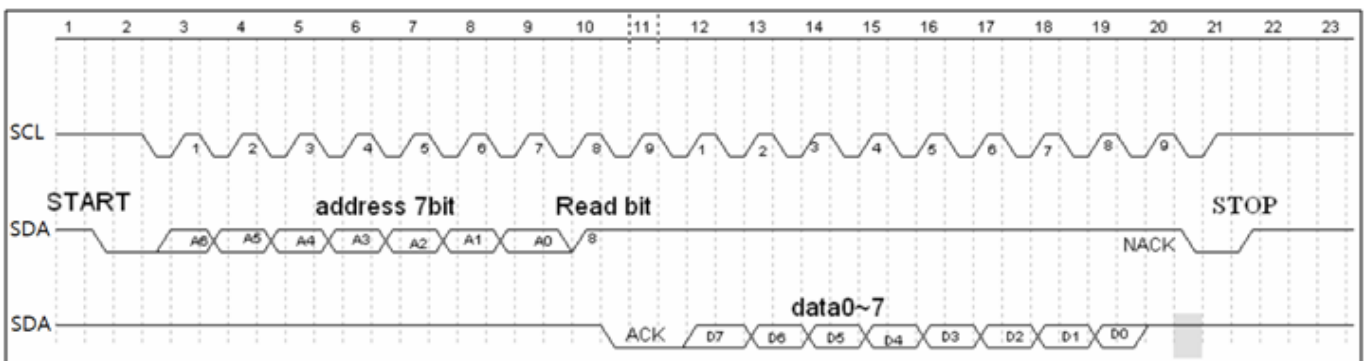 1 2 3 4 5 6 7 8 9 10 11 12 13 14 15 16 17 18 19 20 21 22 23
SCL 1 2 3 4 5 6 7 8 9 1 2 3 4 5 6 7 8 9
START address 7bit Read bit STOP
SDA A6 A5 A4 A3 A2 A1 A0 8 NACK
data0~7
SDA ACK D7 D6 D5 D4 D3 D2 D1 D0